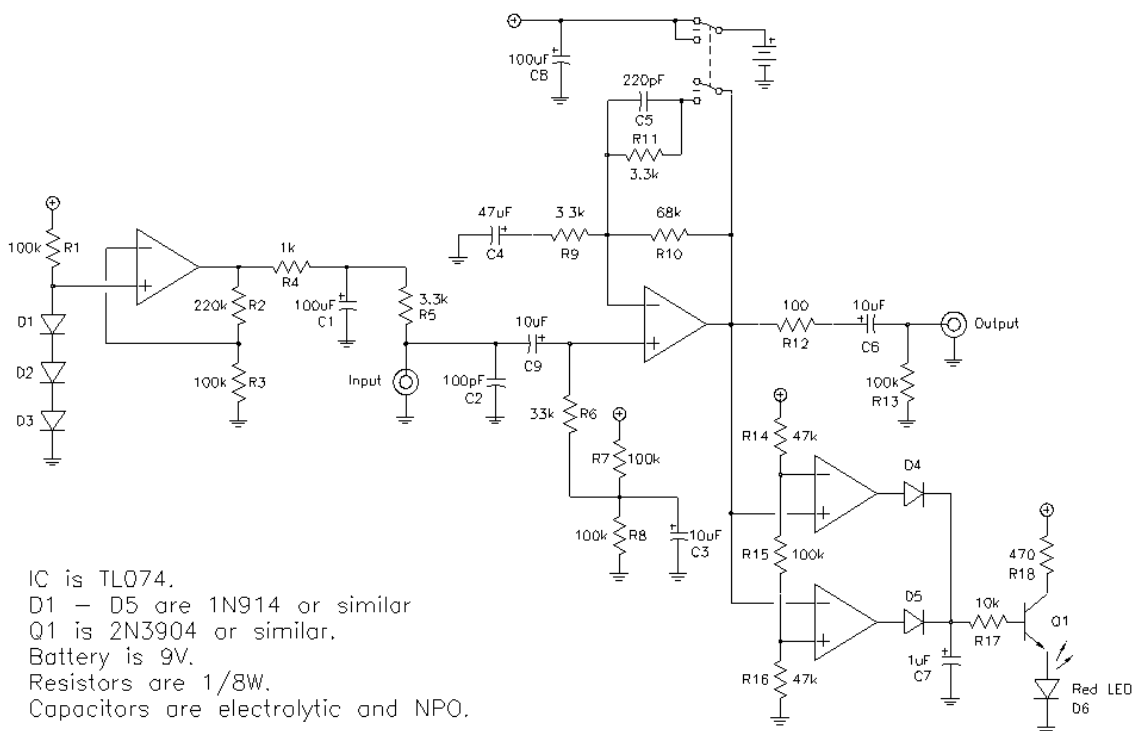 100uF
C8
220pF
C5
R11
3.3k
47uF
C4
3.3k
R9
68k
R10
100k
R1
1k
R4
220k
R2
100uF
C1
3.3k
R5
D1
D2
D3
100k
R3
Input
100pF
C2
10uF
C9
100
R12
10uF
C6
Output
100k
R13
33k
R6
R7
100k
100k
R8
10uF
C3
R14
47k
D4
R15
100k
470
R18
D5
10k
R17
Q1
R16
47k
1uF
C7
Red LED
D6
IC is TL074.
D1 - D5 are 1N914 or similar
Q1 is 2N3904 or similar.
Battery is 9V.
Resistors are 1/8W.
Capacitors are electrolytic and NPO.